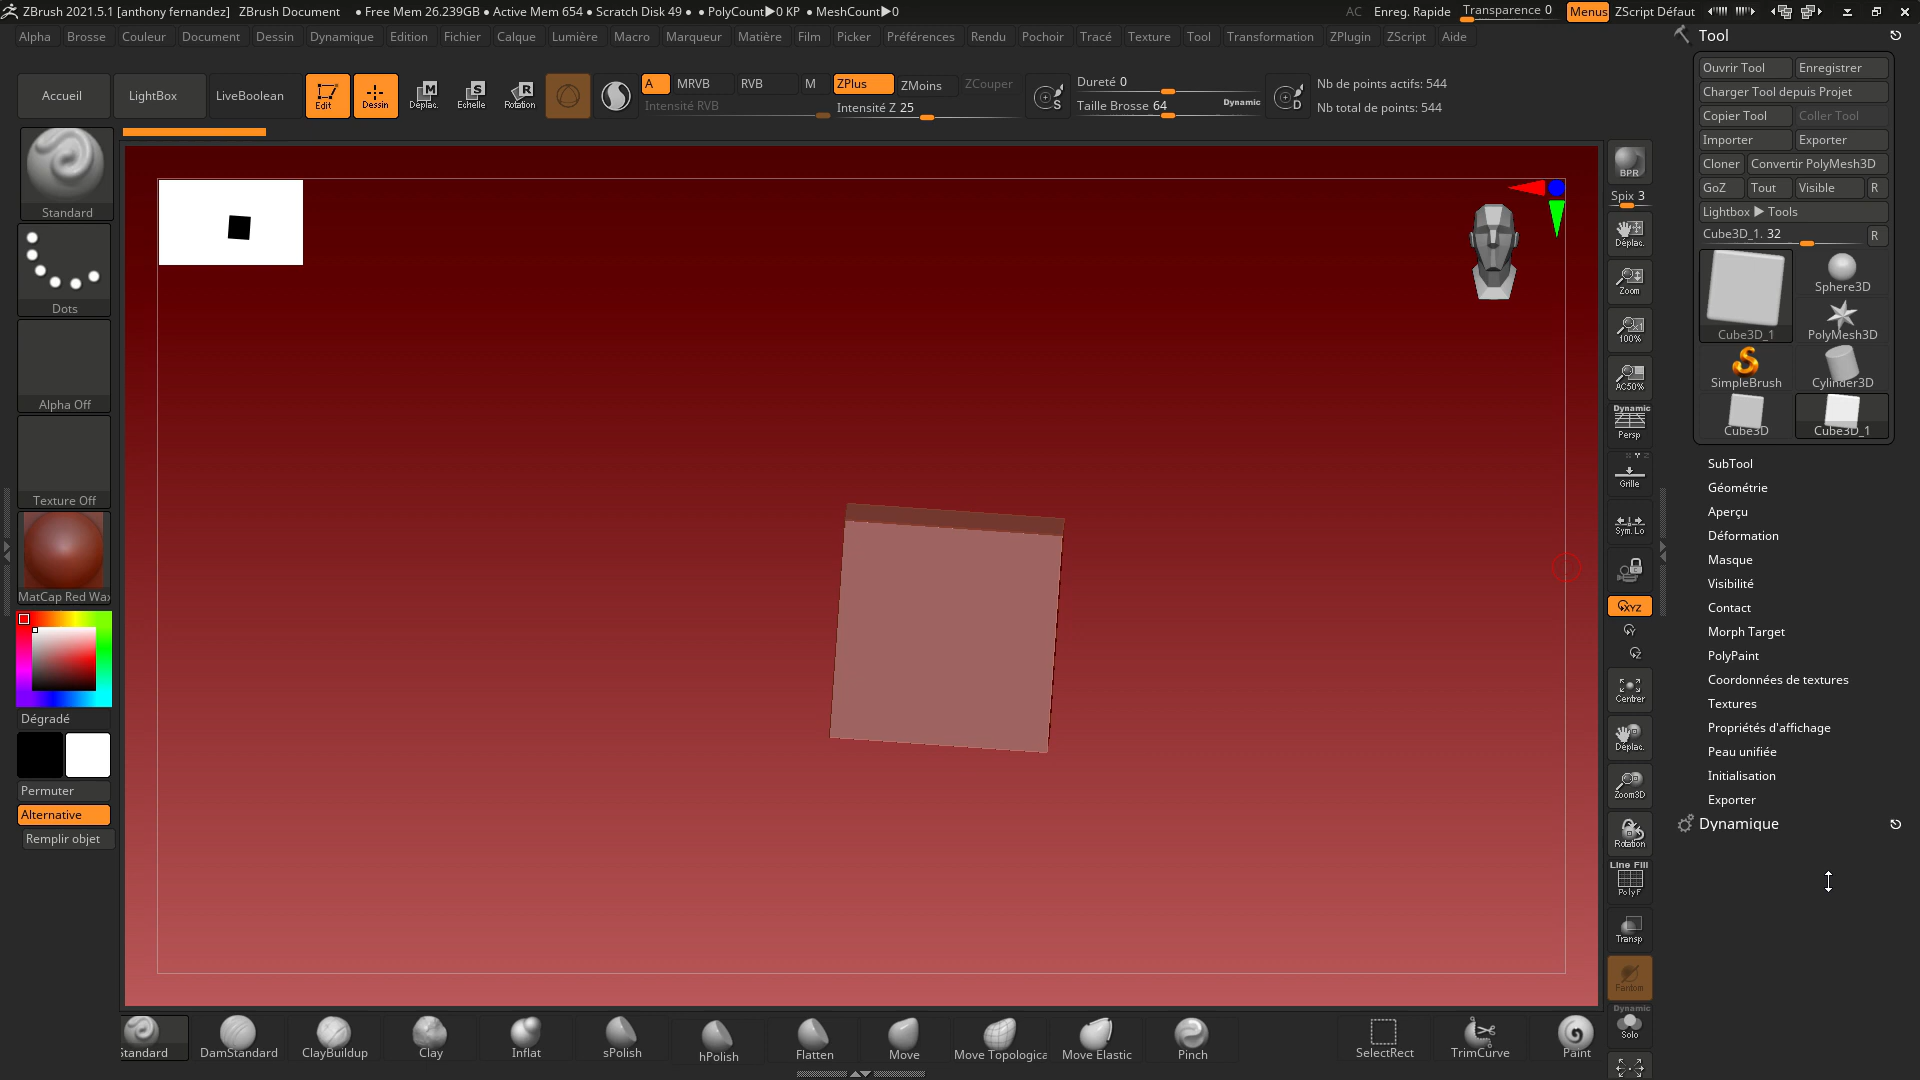 ZBrush 2021.5.1 [anthony fernandez] ZBrush Document • Free Mem 26.239GB • Active Mem 654 • Scratch Disk 49 • • PolyCount▶0 KP • MeshCount▶0 AC Enreg. Rapide Transparence 0 Menus ZScript Défaut
Alpha Brosse Couleur Document Dessin Dynamique Edition Fichier Calque Lumière Macro Marqueur Matière Film Picker Préférences Rendu Pochoir Tracé Texture Tool Transformation ZPlugin ZScript Aide
Accueil LightBox LiveBoolean
Edit Dessin Déplac. Echelle Rotation
A MRVB RVB M ZPlus ZMoins ZCouper
Intensité RVB Intensité Z 25
Dureté 0
Taille Brosse 64 Dynamic
Nb de points actifs: 544
Nb total de points: 544
Standard
Dots
Alpha Off
Texture Off
MatCap Red Wax
Dégradé
Permuter
Alternative
Remplir objet
BPR
Spix 3
Déplac.
Zoom
100%
AC50%
Dynamic
Persp
Grille
Sym. Lo
XYZ
Y
Z
Centrer
Déplac.
Zoom3D
Rotation
Line Fill
PolyF
Transp
Fantom
Dynamic
Solo
Tool
Ouvrir Tool Enregistrer
Charger Tool depuis Projet
Copier Tool Coller Tool
Importer Exporter
Cloner Convertir PolyMesh3D
GoZ Tout Visible R
Lightbox ▶ Tools
Cube3D_1. 32 R
Cube3D_1 Sphere3D
PolyMesh3D
SimpleBrush Cylinder3D
Cube3D Cube3D_1
SubTool
Géométrie
Aperçu
Déformation
Masque
Visibilité
Contact
Morph Target
PolyPaint
Coordonnées de textures
Textures
Propriétés d'affichage
Peau unifiée
Initialisation
Exporter
Dynamique
Standard DamStandard ClayBuildup Clay Inflat sPolish hPolish Flatten Move Move Topologica Move Elastic Pinch SelectRect TrimCurve Paint